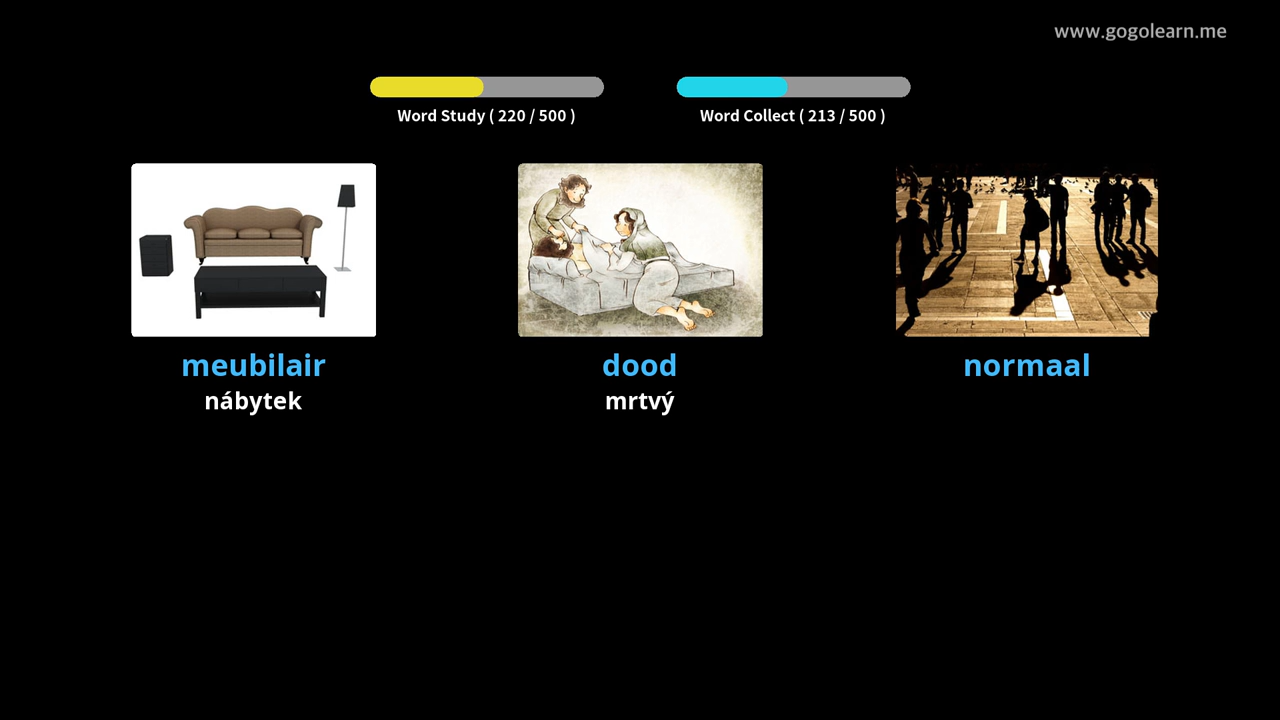 www.gogolearn.me
Word Study ( 220 / 500 )
Word Collect ( 213 / 500 )
meubilair
nábytek
dood
mrtvý
normaal